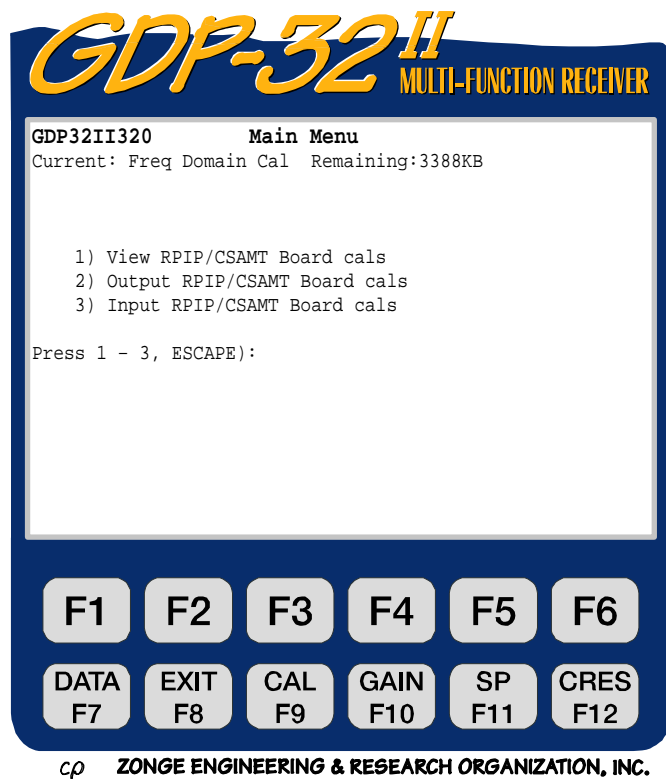 GDP-32 II
MULTI-FUNCTION RECEIVER
GDP32II320 Main Menu
Current: Freq Domain Cal Remaining:3388KB
1) View RPIP/CSAMT Board cals
2) Output RPIP/CSAMT Board cals
3) Input RPIP/CSAMT Board cals
Press 1 – 3, ESCAPE):
F1 F2 F3 F4 F5 F6
DATA EXIT CAL GAIN SP CRES
F7 F8 F9 F10 F11 F12
cρ ZONGE ENGINEERING & RESEARCH ORGANIZATION, INC.